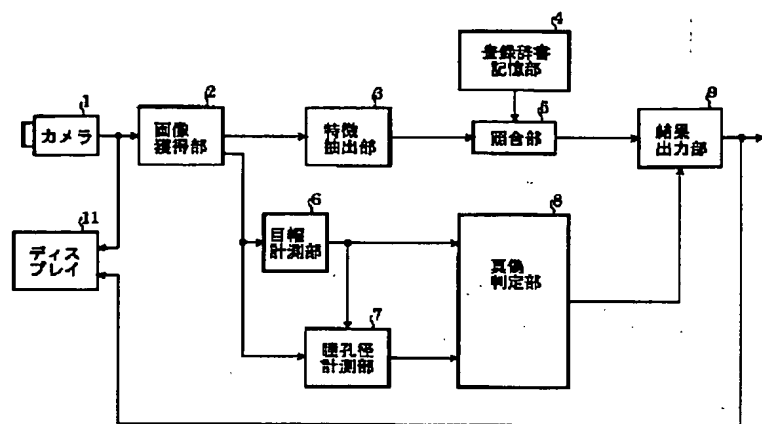 4
登録辞書
記憶部
1
カメラ
2
画像
獲得部
3
特徴
抽出部
5
照合部
9
結果
出力部
11
ディス
プレイ
6
目幅
計測部
8
真偽
判定部
7
瞳孔径
計測部